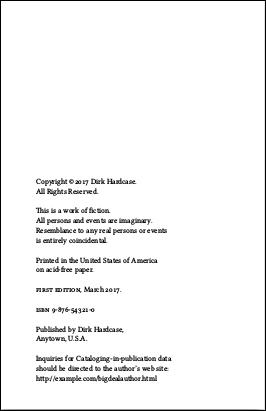 Copyright © 2017 Dirk Hardcase.
All Rights Reserved.
This is a work of fiction.
All persons and events are imaginary.
Resemblance to any real persons or events
is entirely coincidental.
Printed in the United States of America
on acid-free paper.
FIRST EDITION, March 2017.
ISBN 9-876-54321-0
Published by Dirk Hardcase,
Anytown, U.S.A.
Inquiries for Cataloging-in-publication data
should be directed to the author's web site:
http://example.com/bigdealauthor.html